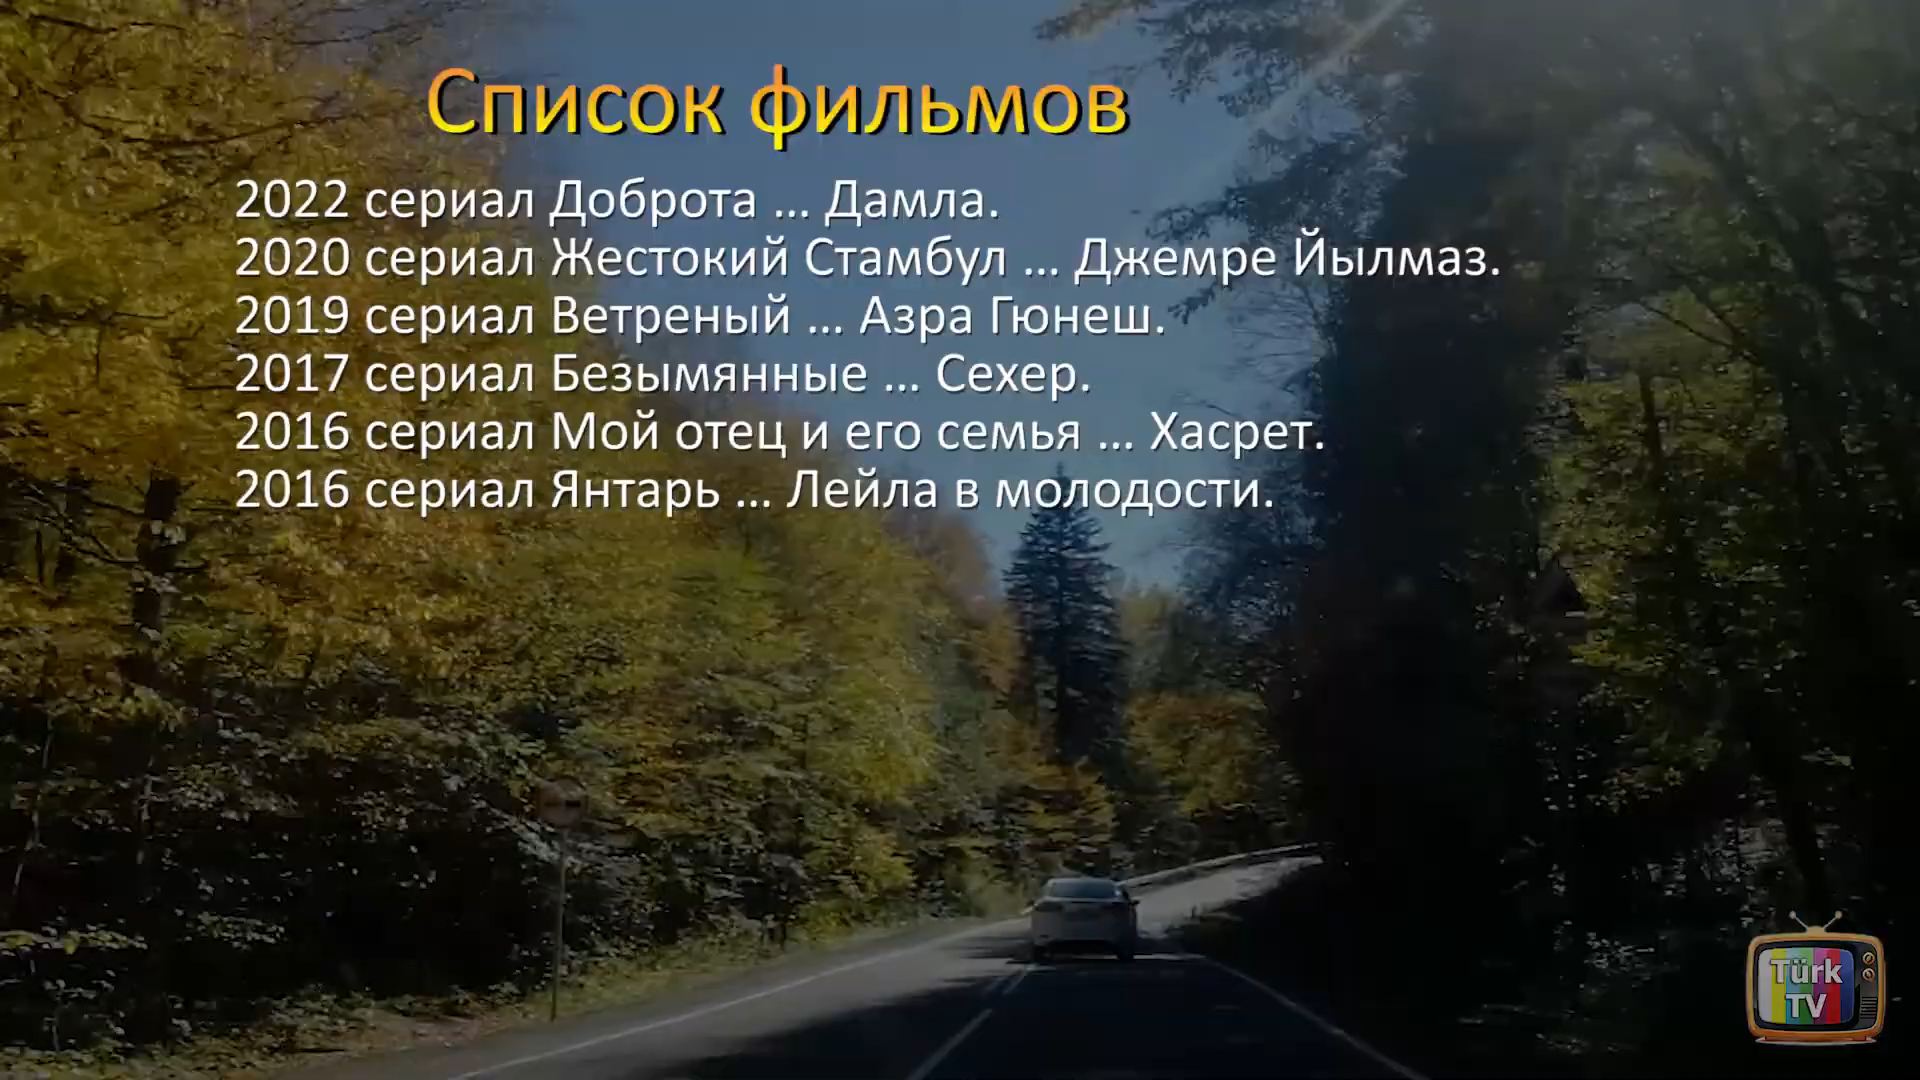 Список фильмов
2022 сериал Доброта ... Дамла.
2020 сериал Жестокий Стамбул ... Джемре Йылмаз.
2019 сериал Ветреный ... Азра Гюнеш.
2017 сериал Безымянные ... Сехер.
2016 сериал Мой отец и его семья ... Хасрет.
2016 сериал Янтарь ... Лейла в молодости.
Türk
TV